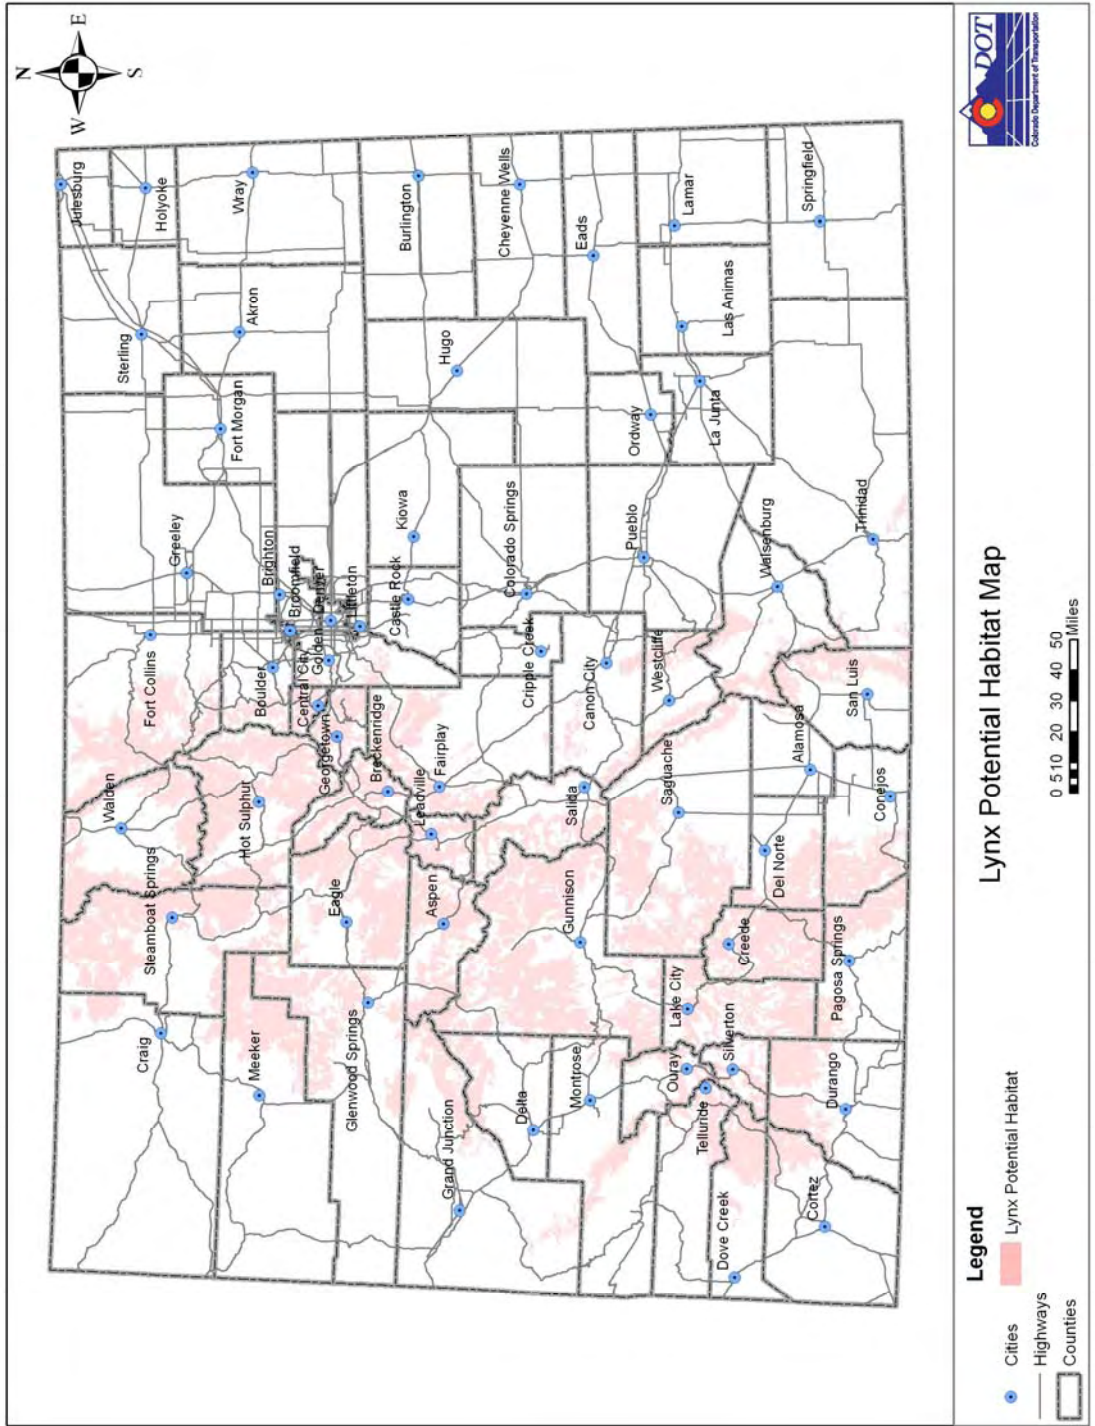 N
W
E
S
Julesburg
Holyoke
Sterling
Walden
Fort Collins
Steamboat Springs
Craig
Greeley
Fort Morgan
Akron
Wray
Hot Sulphur
Meeker
Boulder
Brighton
Broomfield
Central City
Golden
Denver
Georgetown
Littleton
Eagle
Glenwood Springs
Breckenridge
Castle Rock
Kiowa
Burlington
Leadville
Fairplay
Aspen
Hugo
Grand Junction
Colorado Springs
Cheyenne Wells
Cripple Creek
Delta
Salida
Canon City
Gunnison
Montrose
Eads
Pueblo
Ordway
Westcliffe
Saguache
Lake City
Ouray
Lamar
Las Animas
La Junta
Telluride
Silverton
Creede
Dove Creek
Walsenburg
Del Norte
Alamosa
Springfield
Cortez
Durango
Pagosa Springs
San Luis
Trinidad
Conejos
Legend
Cities
Highways
Counties
Lynx Potential Habitat
Lynx Potential Habitat Map
0 5 10 20 30 40 50
Miles
DOT
Colorado Department of Transportation